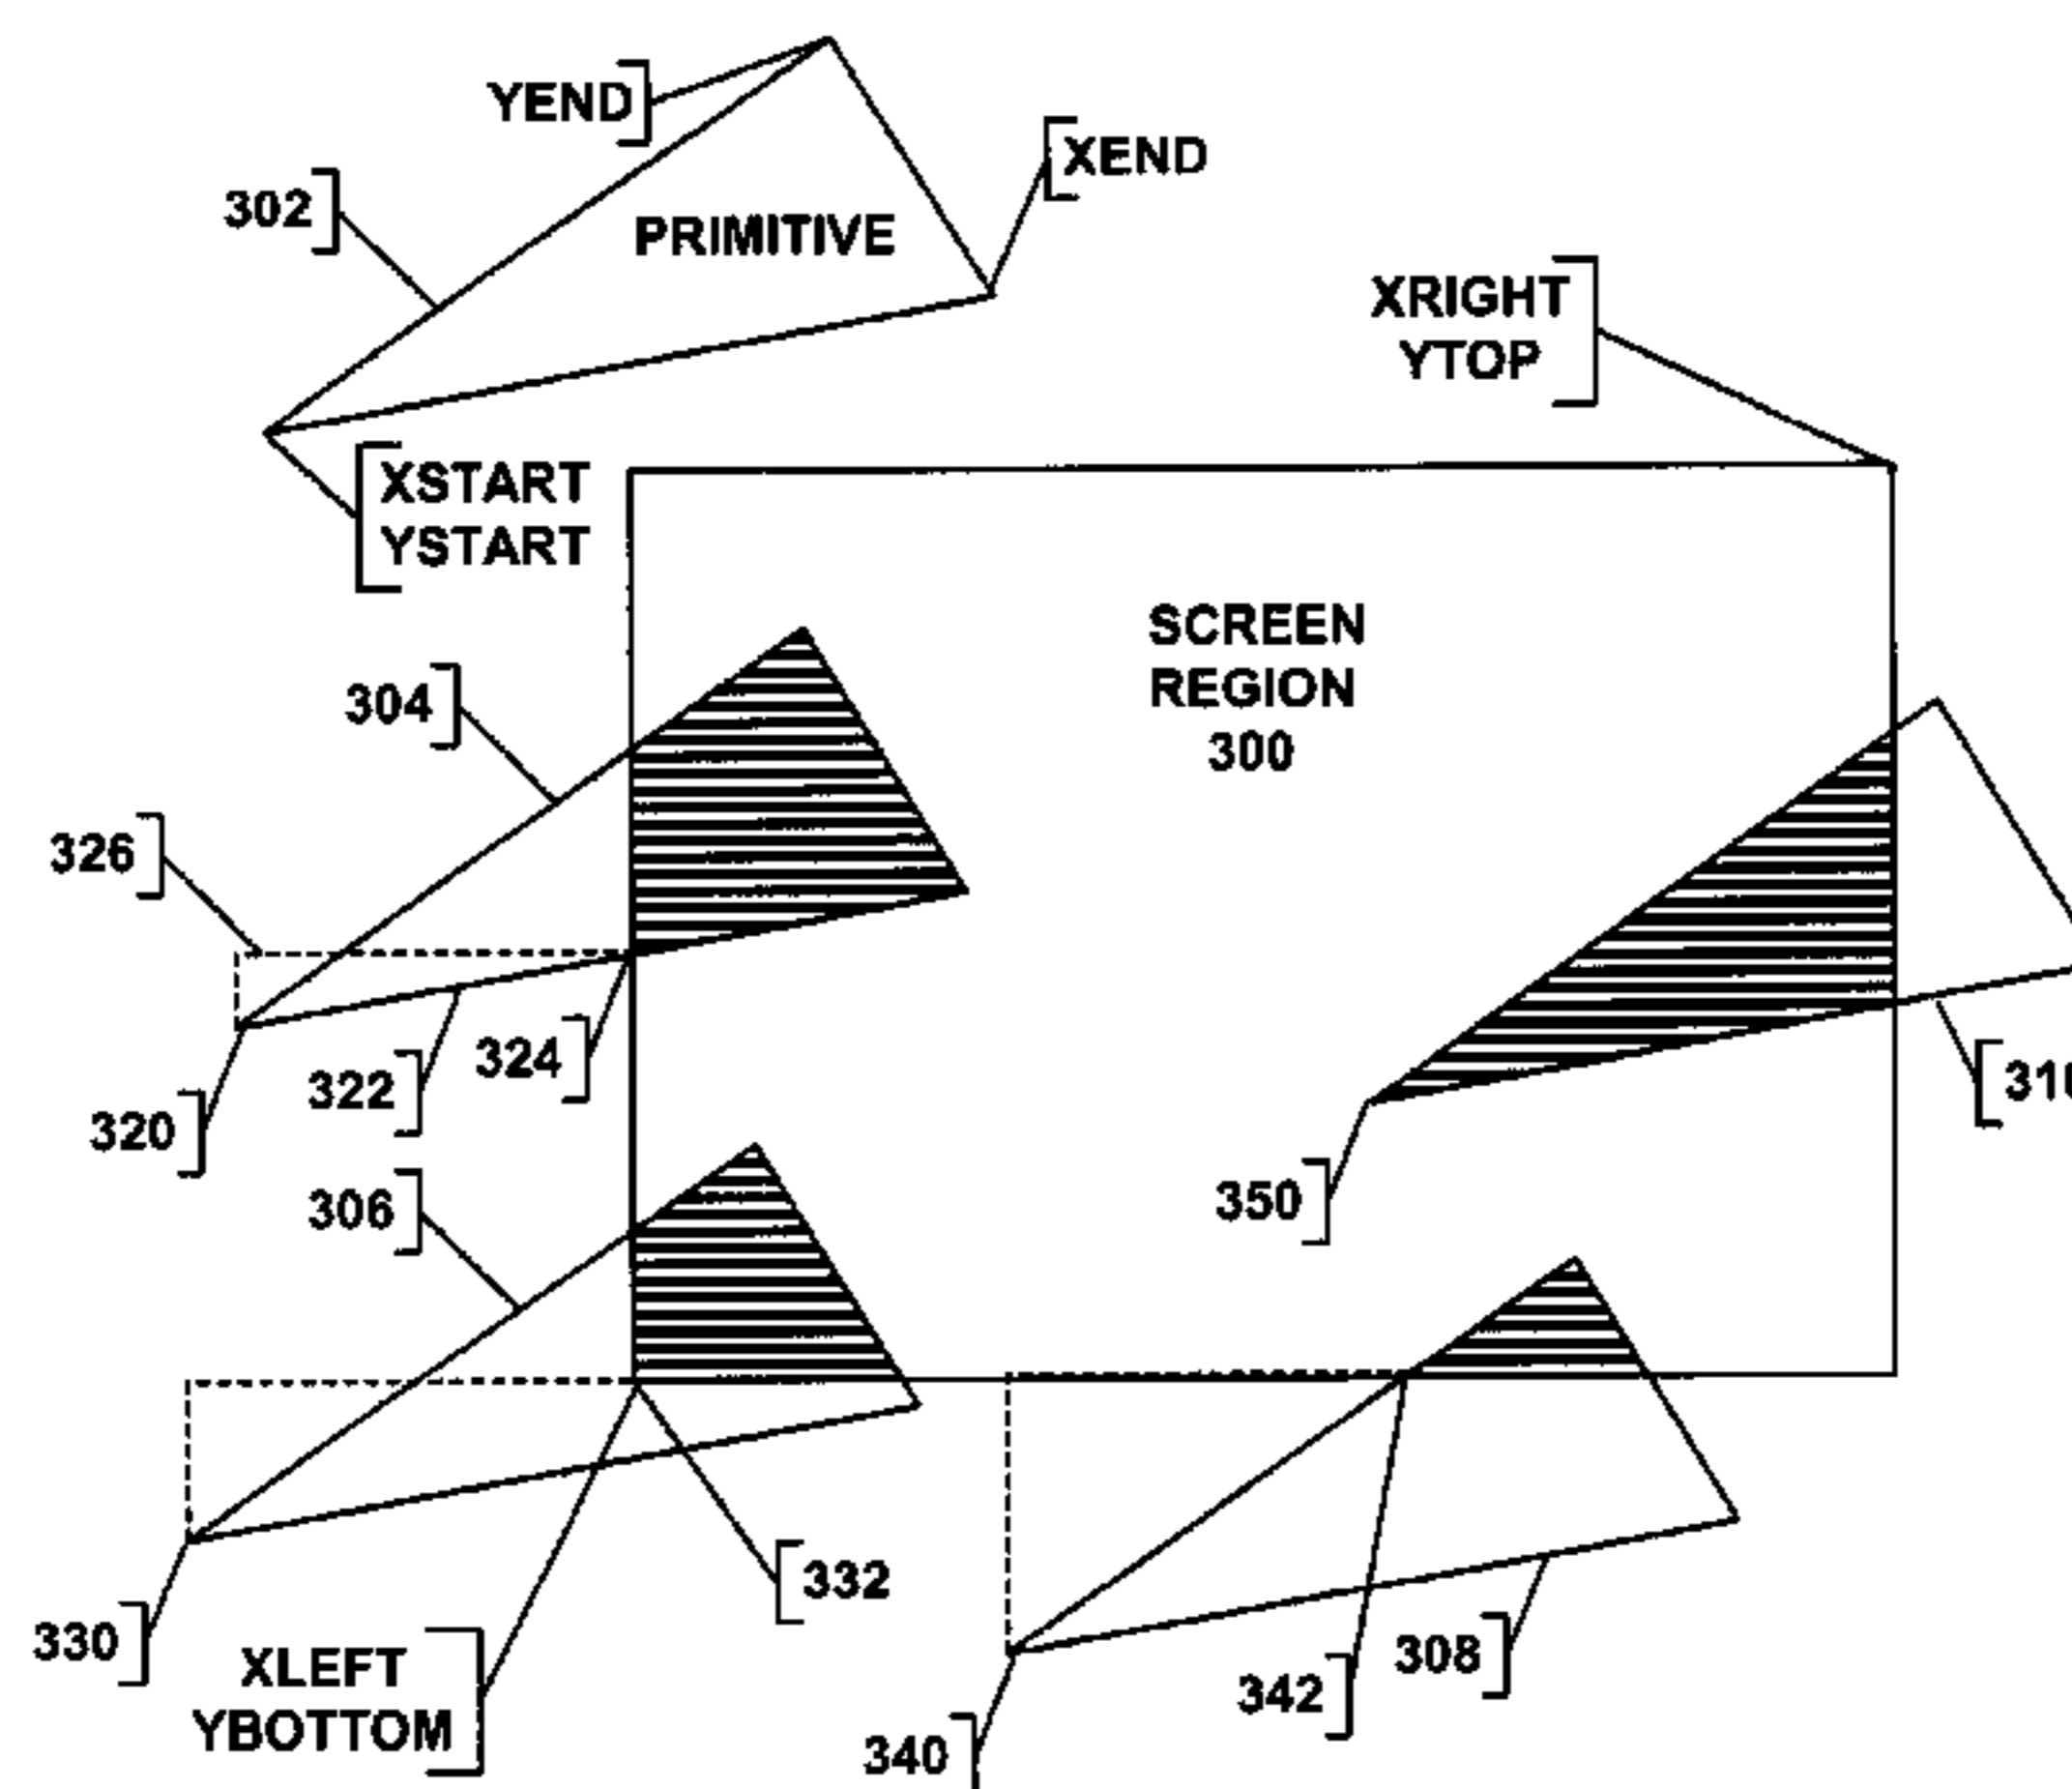 YEND
XEND
302
PRIMITIVE
XRIGHT
YTOP
XSTART
YSTART
SCREEN
REGION
300
304
326
324
322
320
310
350
306
332
330
XLEFT
YBOTTOM
308
342
340